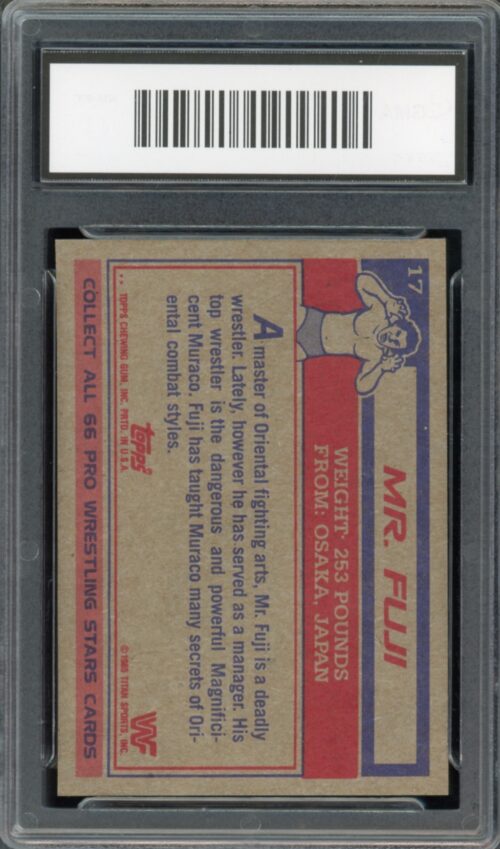 17
MR. FUJI
WEIGHT· 253 POUNDS
FROM: OSAKA, JAPAN
A master of Oriental fighting arts, Mr. Fuji is a deadly
wrestler. Lately, however he has served as a manager. His
top wrestler is the dangerous and powerful Magnifi-
cent Muraco. Fuji has taught Muraco many secrets of Ori-
ental combat styles.
topps WF
** TOPPS CHEWING GUM, INC. PRTD. IN U.S.A. © 1985 TITAN SPORTS, INC.
COLLECT ALL 66 PRO WRESTLING STARS CARDS